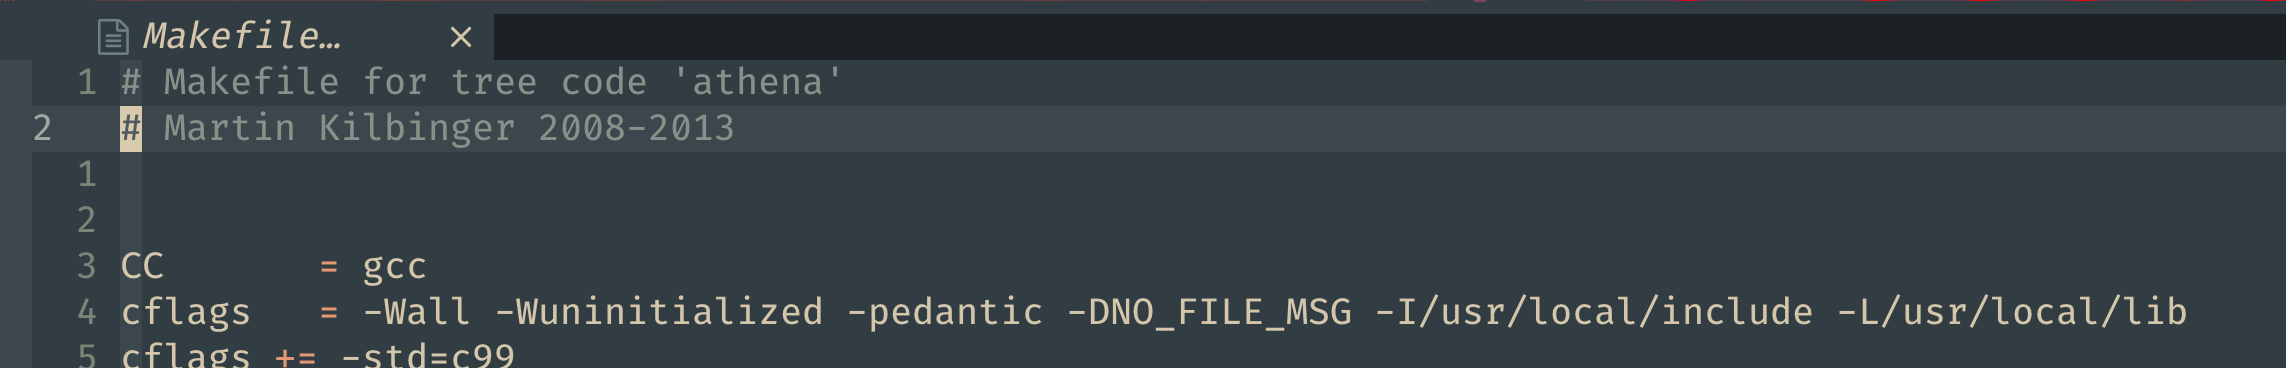 Makefile…
1 # Makefile for tree code 'athena'
2 # Martin Kilbinger 2008-2013
1
2
3 CC       = gcc
4 cflags   = -Wall -Wuninitialized -pedantic -DNO_FILE_MSG -I/usr/local/include -L/usr/local/lib
5 cflags += -std=c99